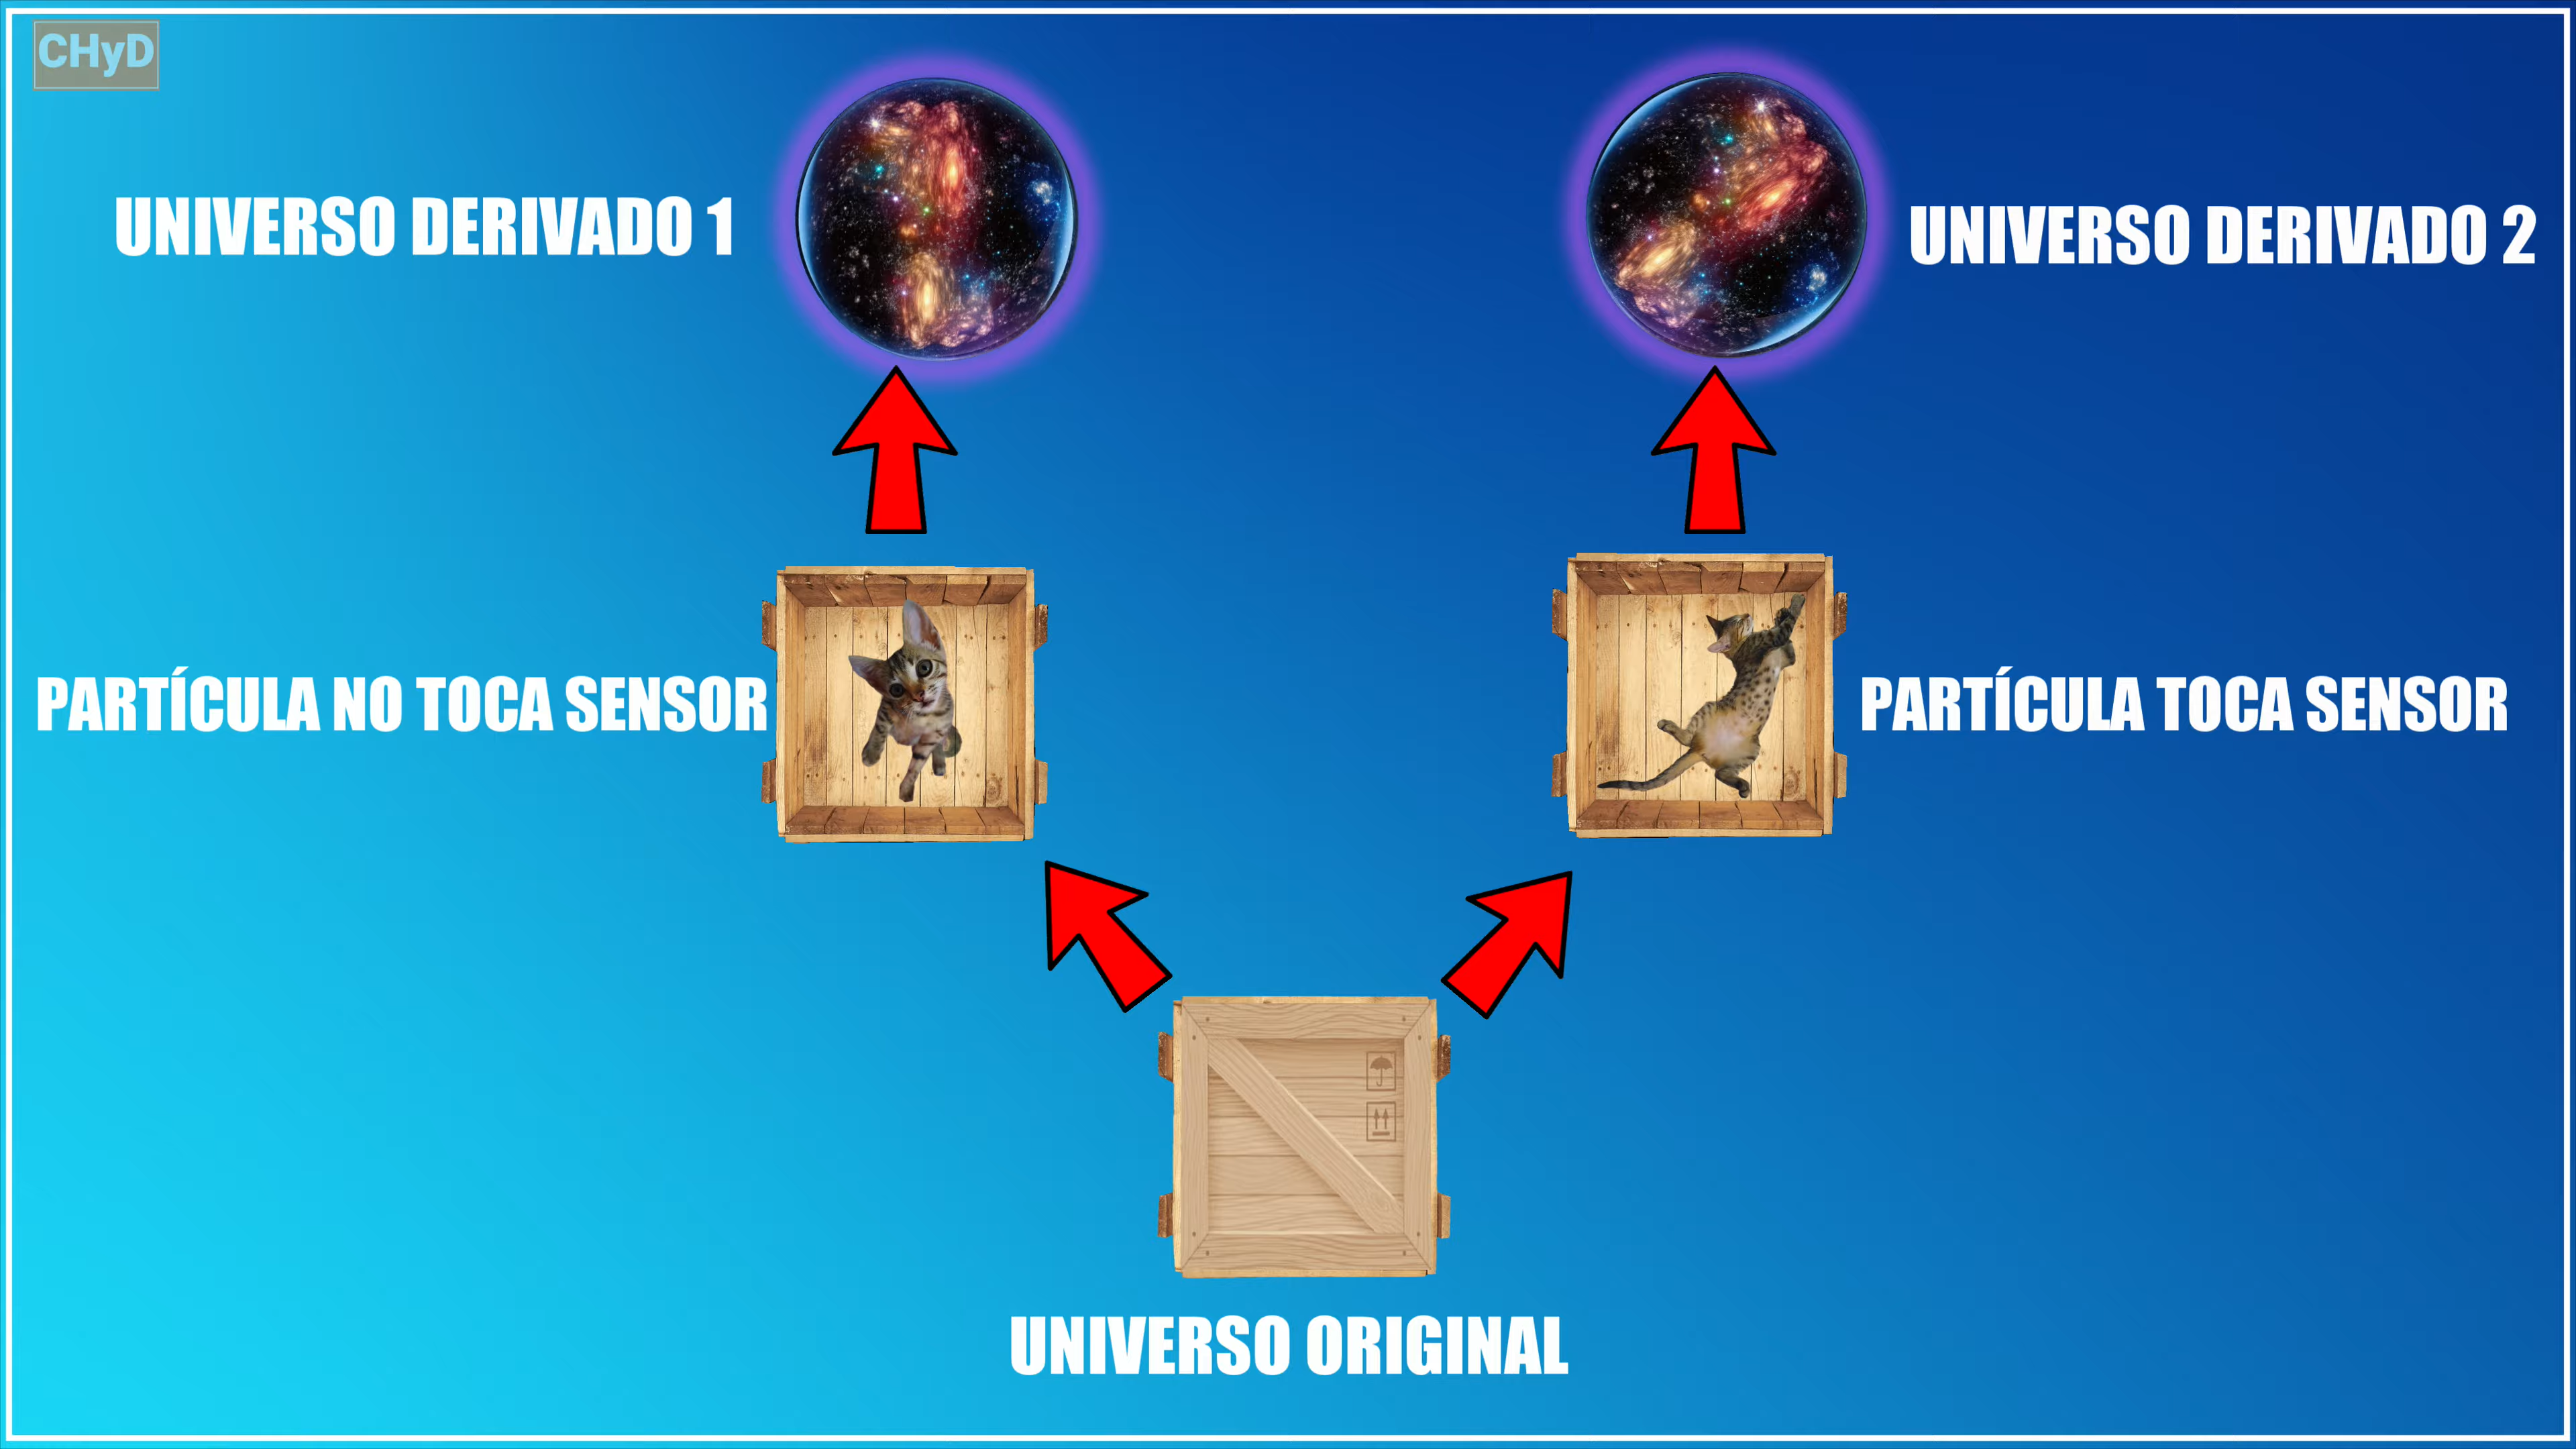 CHyD
UNIVERSO DERIVADO 1
UNIVERSO DERIVADO 2
PARTÍCULA NO TOCA SENSOR
PARTÍCULA TOCA SENSOR
UNIVERSO ORIGINAL